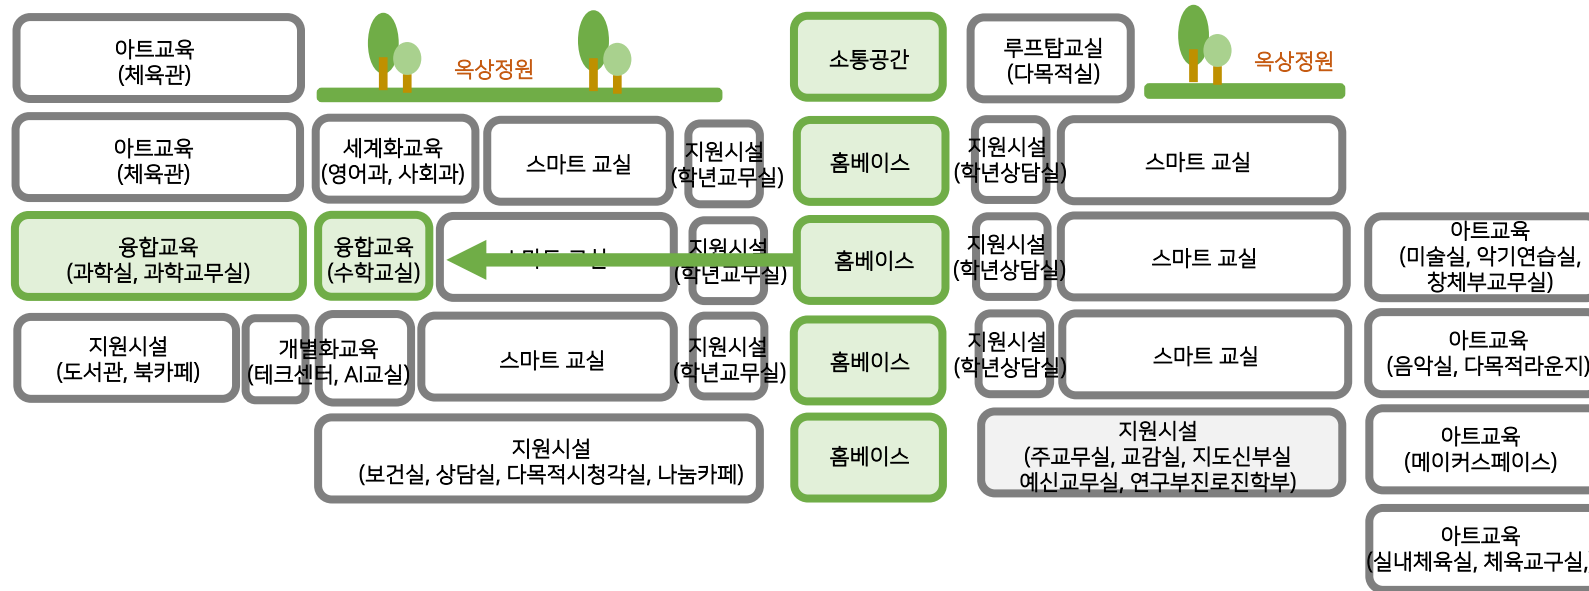 아트교육
(체육관)
옥상정원
소통공간
루프탑교실
(다목적실)
옥상정원
아트교육
(체육관)
세계화교육
(영어과, 사회과)
스마트 교실
지원시설
(학년교무실)
홈베이스
지원시설
(학년상담실)
스마트 교실
융합교육
(과학실, 과학교무실)
융합교육
(수학교실)
스마트 교실
지원시설
(학년교무실)
홈베이스
지원시설
(학년상담실)
스마트 교실
아트교육
(미술실, 악기연습실,
창체부교무실)
지원시설
(도서관, 북카페)
개별화교육
(테크센터, AI교실)
스마트 교실
지원시설
(학년교무실)
홈베이스
지원시설
(학년상담실)
스마트 교실
아트교육
(음악실, 다목적라운지)
지원시설
(보건실, 상담실, 다목적시청각실, 나눔카페)
홈베이스
지원시설
(주교무실, 교감실, 지도신부실
예신교무실, 연구부진로진학부)
아트교육
(메이커스페이스)
아트교육
(실내체육실, 체육교구실,